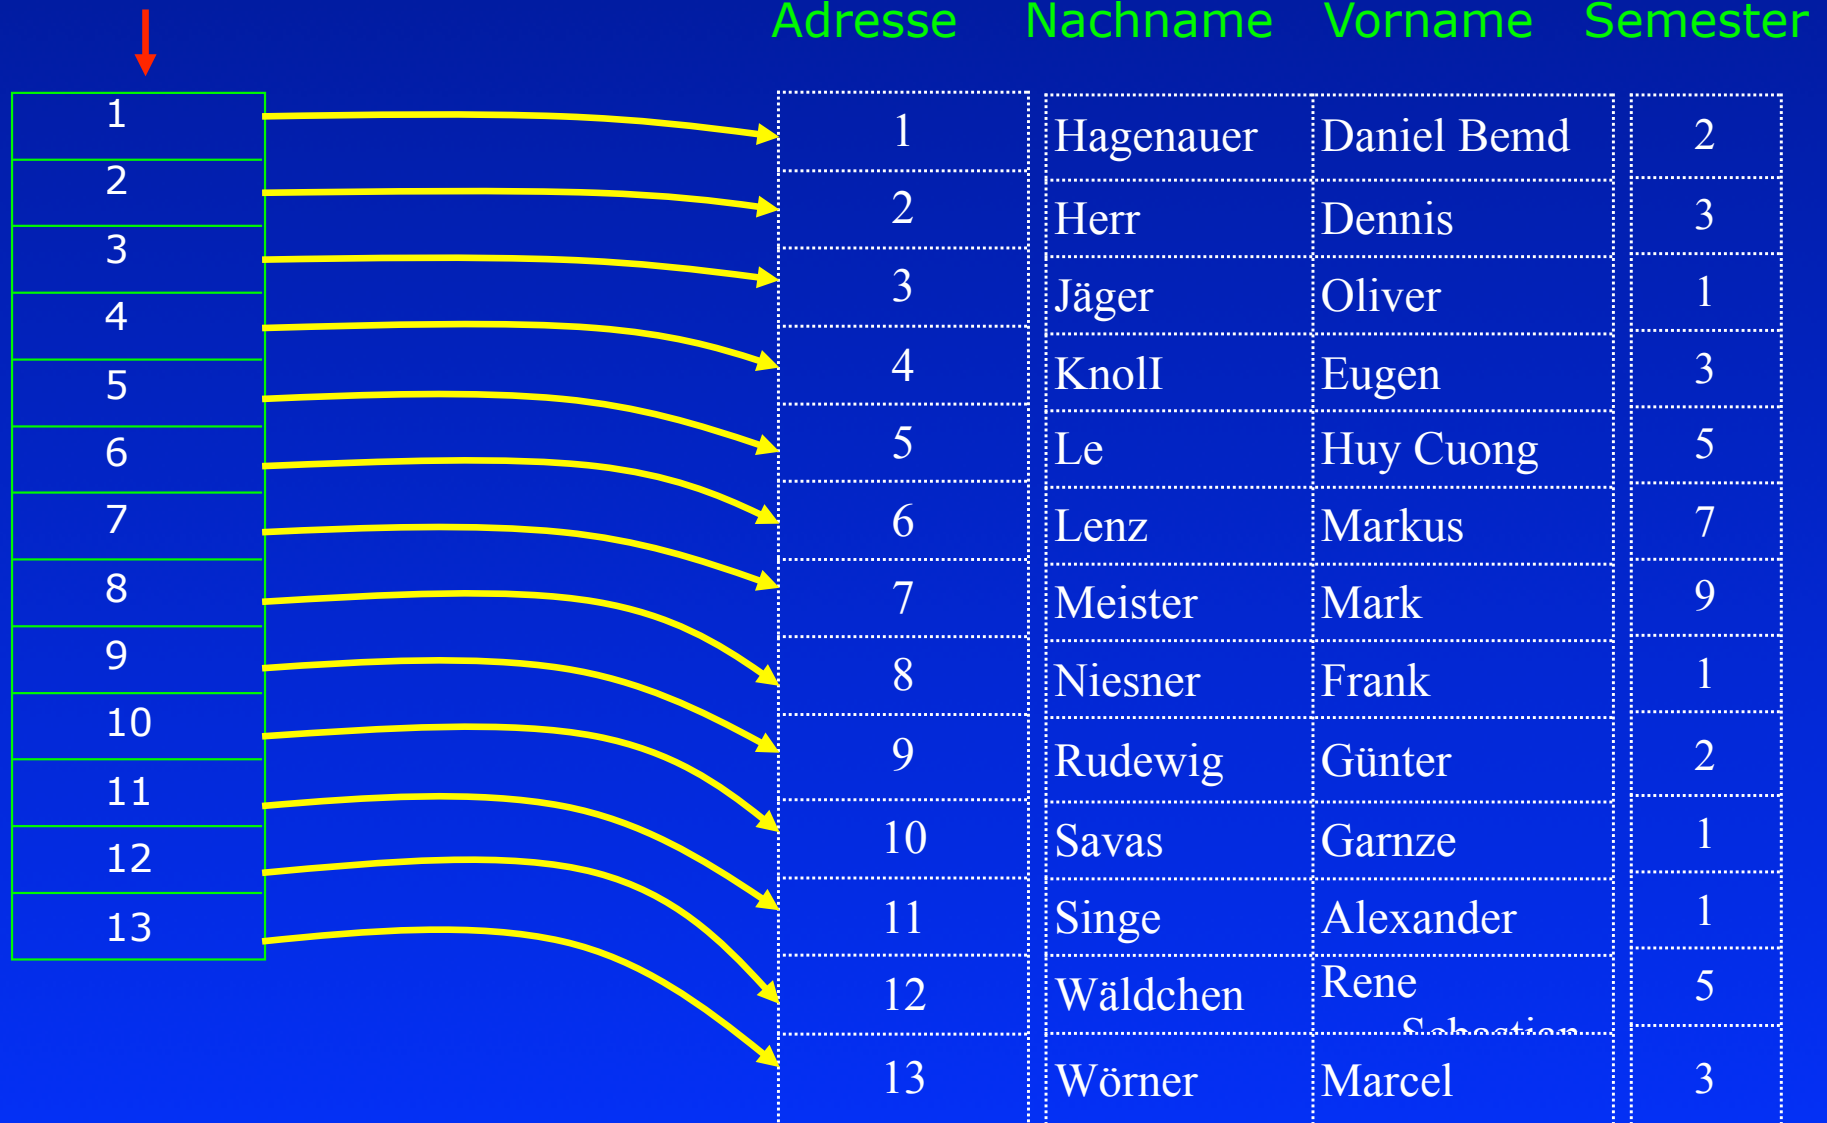 Adresse Nachname Vorname Semester
1
2
3
4
5
6
7
8
9
10
11
12
13
1 Hagenauer Daniel Bemd 2
2 Herr Dennis 3
3 Jäger Oliver 1
4 KnolI Eugen 3
5 Le Huy Cuong 5
6 Lenz Markus 7
7 Meister Mark 9
8 Niesner Frank 1
9 Rudewig Günter 2
10 Savas Garnze 1
11 Singe Alexander 1
12 Wäldchen Rene 5
Sebastian
13 Wörner Marcel 3